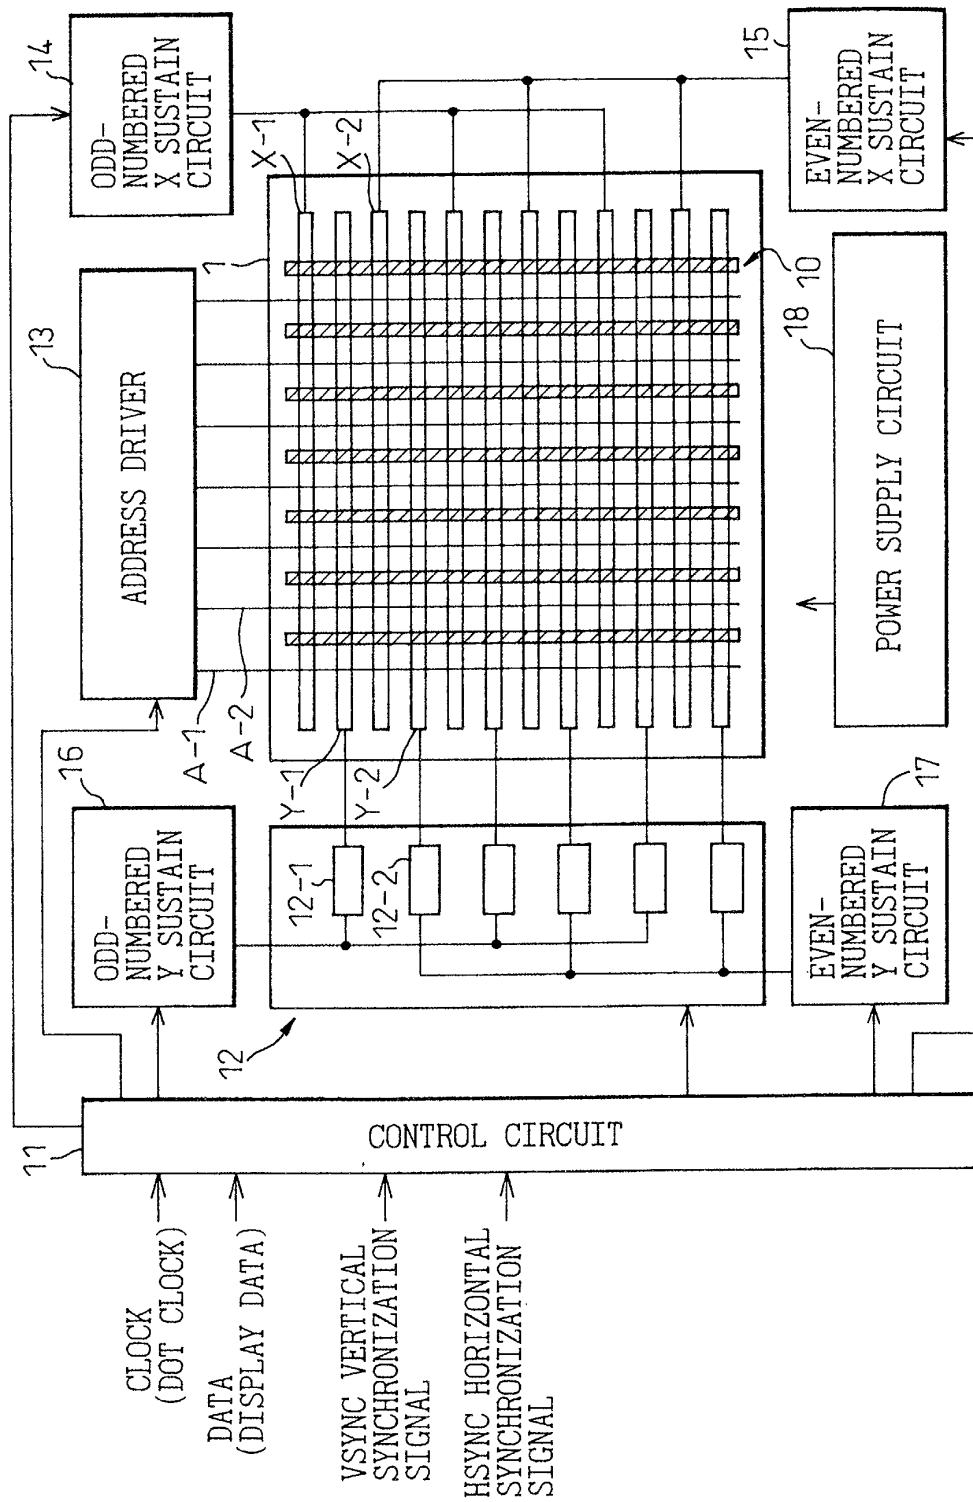 CLOCK
(DOT CLOCK)
DATA
(DISPLAY DATA)
VSYNC VERTICAL
SYNCHRONIZATION
SIGNAL
HSYNC HORIZONTAL
SYNCHRONIZATION
SIGNAL
11
CONTROL CIRCUIT
16
ODD-
NUMBERED
Y SUSTAIN
CIRCUIT
12
12-1
12-2
EVEN-
NUMBERED
Y SUSTAIN
CIRCUIT
17
13
ADDRESS DRIVER
A-1
A-2
Y-1
Y-2
1
10
18
POWER SUPPLY CIRCUIT
14
ODD-
NUMBERED
X SUSTAIN
CIRCUIT
X-1
X-2
15
EVEN-
NUMBERED
X SUSTAIN
CIRCUIT